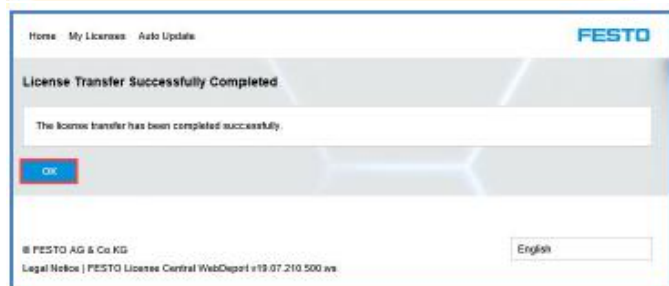 Home My Licenses Auto Update
FESTO
License Transfer Successfully Completed
The license transfer has been completed successfully.
OK
© FESTO AG & Co.KG
English
Legal Notice | FESTO License Central WebDepot v19.07.210.500.ws